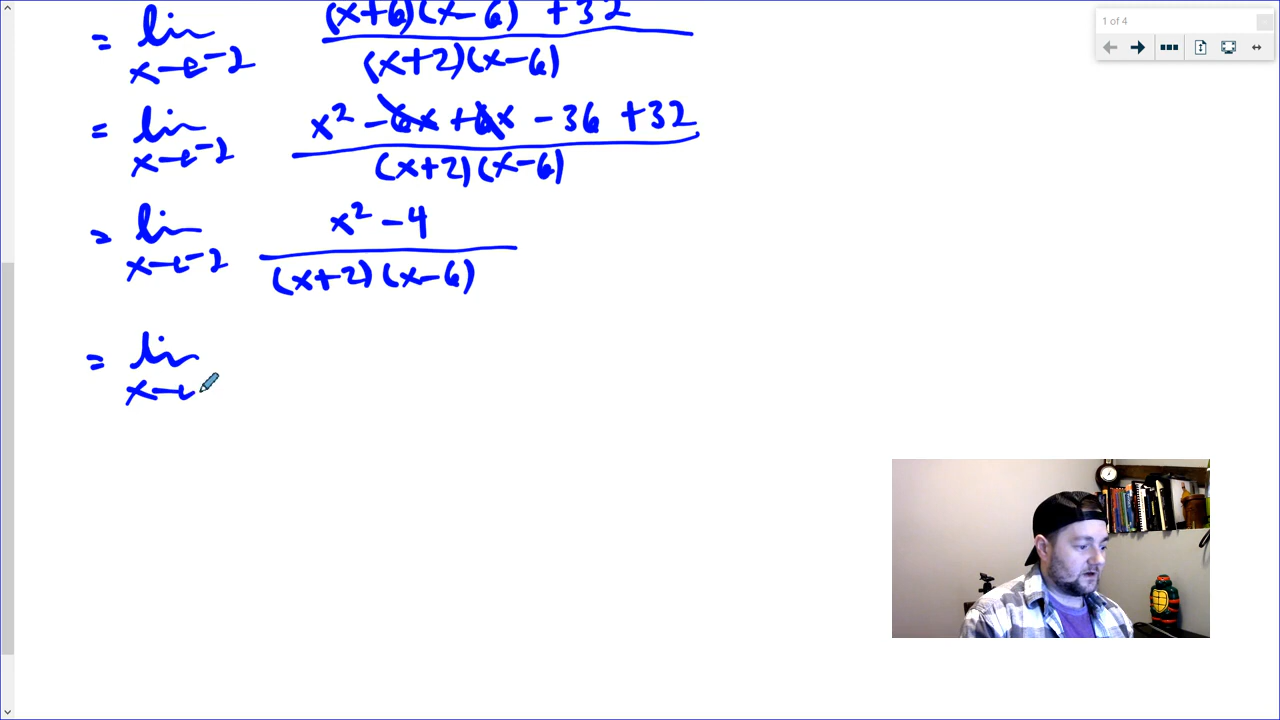 1 of 4
= lim x→-2 (x+6)(x-6) +32 / (x+2)(x-6)
= lim x→-2 x² -6x +6x -36 +32 / (x+2)(x-6)
= lim x→-2 x² -4 / (x+2)(x-6)
= lim x→